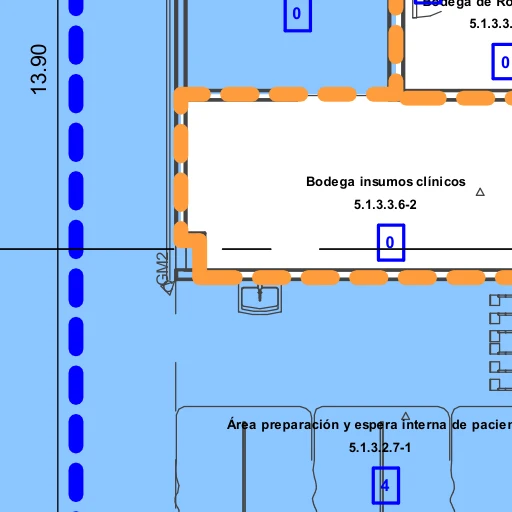 0
Bodega de Ro
5.1.3.3.
0
13.90
Bodega insumos clínicos
5.1.3.3.6-2
0
GM2
Área preparación y espera interna de pacien
5.1.3.2.7-1
4